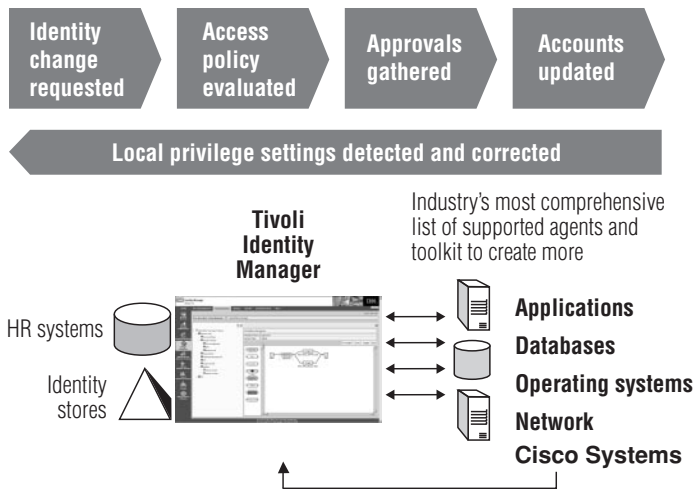 Identity
change
requested
Access
policy
evaluated
Approvals
gathered
Accounts
updated
Local privilege settings detected and corrected
Industry's most comprehensive
list of supported agents and
toolkit to create more
Tivoli
Identity
Manager
HR systems
Identity
stores
Applications
Databases
Operating systems
Network
Cisco Systems